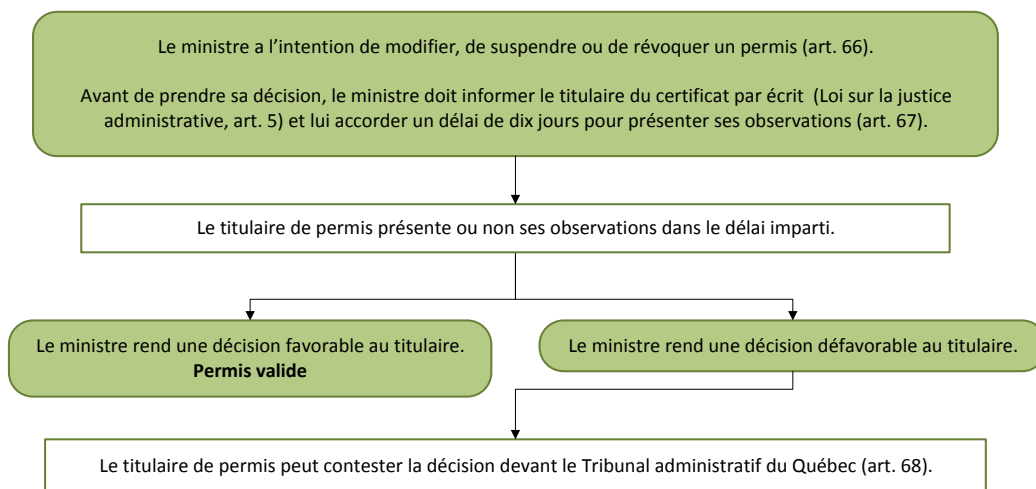 Le ministre a l’intention de modifier, de suspendre ou de révoquer un permis (art. 66).
Avant de prendre sa décision, le ministre doit informer le titulaire du certificat par écrit (Loi sur la justice
administrative, art. 5) et lui accorder un délai de dix jours pour présenter ses observations (art. 67).
Le titulaire de permis présente ou non ses observations dans le délai imparti.
Le ministre rend une décision favorable au titulaire.
Permis valide
Le ministre rend une décision défavorable au titulaire.
Le titulaire de permis peut contester la décision devant le Tribunal administratif du Québec (art. 68).